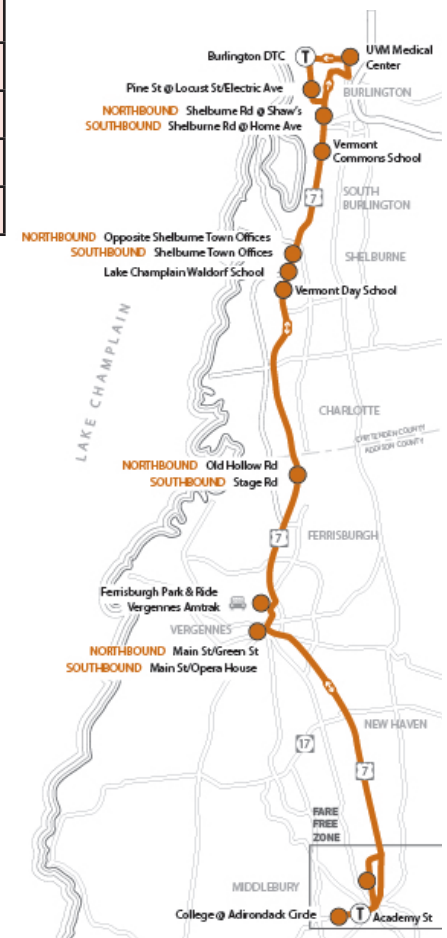 Burlington DTC
T
UVM Medical
Center
Pine St @ Locust St/Electric Ave
BURLINGTON
NORTHBOUND Shelburne Rd @ Shaw's
SOUTHBOUND Shelburne Rd @ Home Ave
Vermont
Commons School
7
SOUTH
BURLINGTON
NORTHBOUND Opposite Shelburne Town Offices
SOUTHBOUND Shelburne Town Offices
SHELBURNE
Lake Champlain Waldorf School
Vermont Day School
LAKE CHAMPLAIN
CHARLOTTE
CHITTENDEN COUNTY
ADDISON COUNTY
NORTHBOUND Old Hollow Rd
SOUTHBOUND Stage Rd
7
FERRISBURGH
Ferrisburgh Park & Ride
Vergennes Amtrak
VERGENNES
NORTHBOUND Main St/Green St
SOUTHBOUND Main St/Opera House
NEW HAVEN
17
7
FARE
FREE
ZONE
MIDDLEBURY
College @ Adirondack Circle
T
Academy St